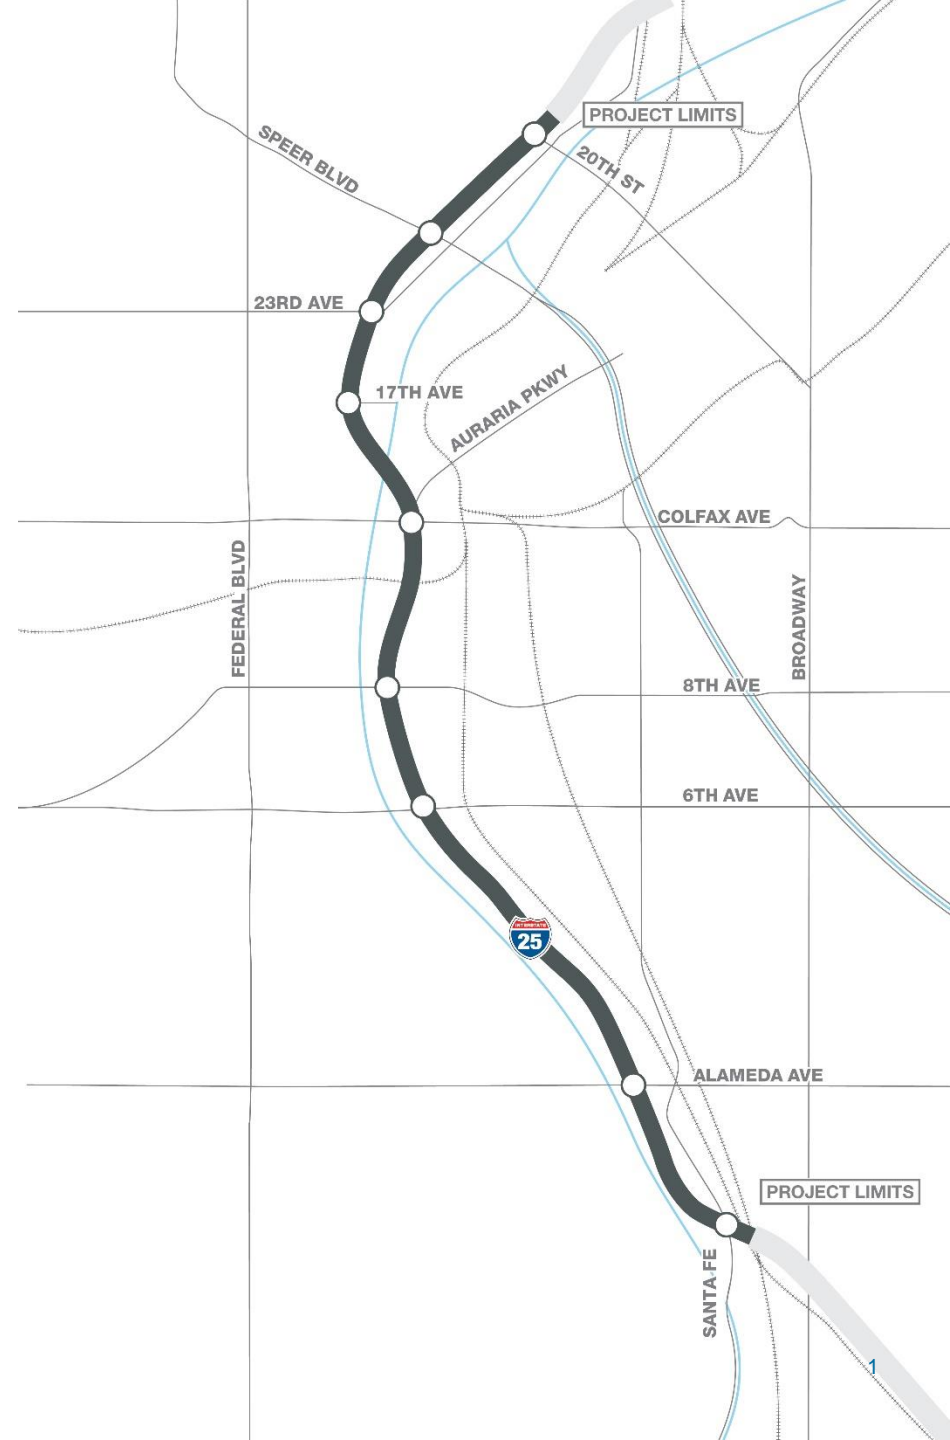 PROJECT LIMITS
SPEER BLVD
20TH ST
23RD AVE
17TH AVE
AURARIA PKWY
COLFAX AVE
FEDERAL BLVD
BROADWAY
8TH AVE
6TH AVE
INTERSTATE
25
ALAMEDA AVE
PROJECT LIMITS
SANTA FE
1